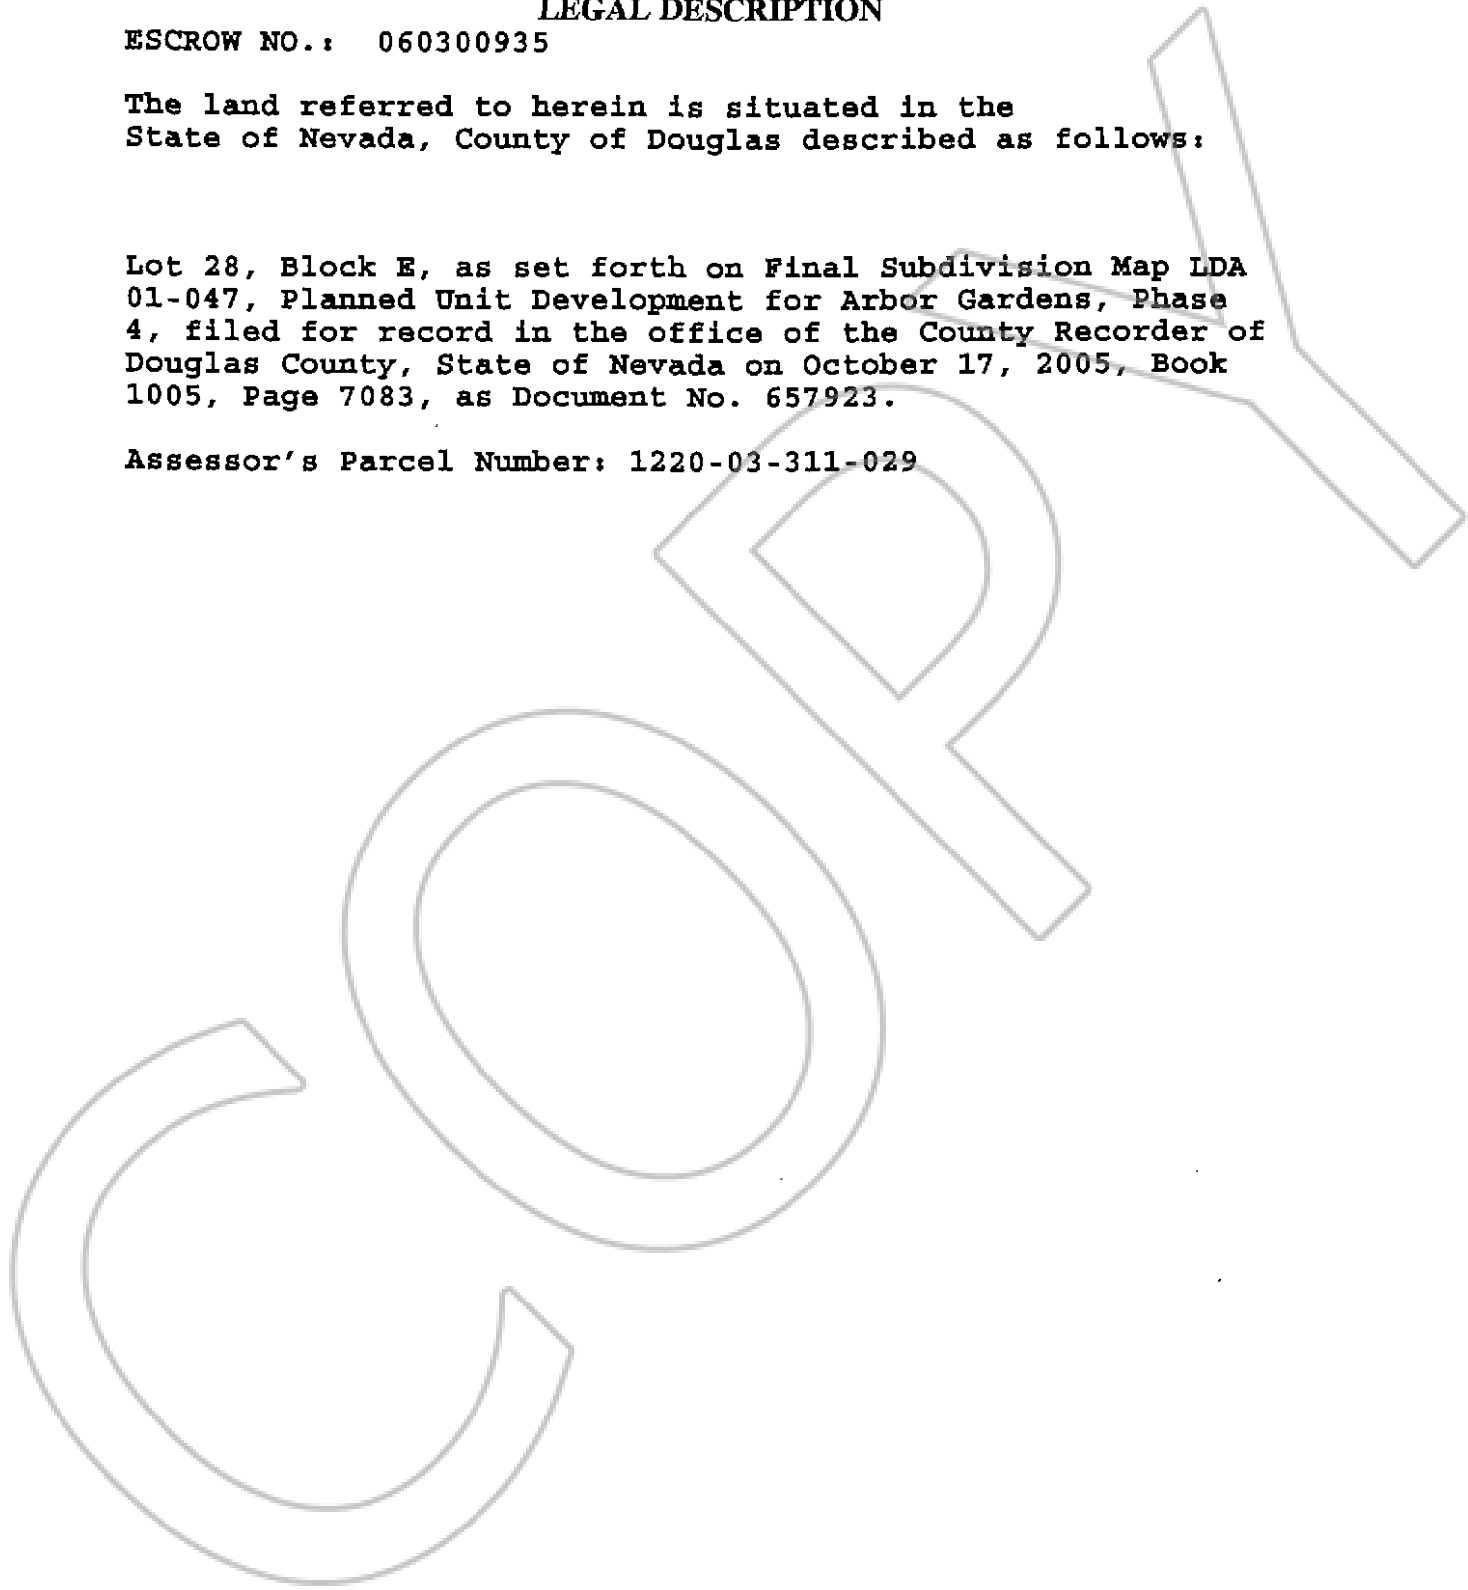 LEGAL DESCRIPTION
ESCROW NO.: 060300935
The land referred to herein is situated in the
State of Nevada, County of Douglas described as follows:
Lot 28, Block E, as set forth on Final Subdivision Map LDA
01-047, Planned Unit Development for Arbor Gardens, Phase
4, filed for record in the office of the County Recorder of
Douglas County, State of Nevada on October 17, 2005, Book
1005, Page 7083, as Document No. 657923.
Assessor's Parcel Number: 1220-03-311-029
COPY